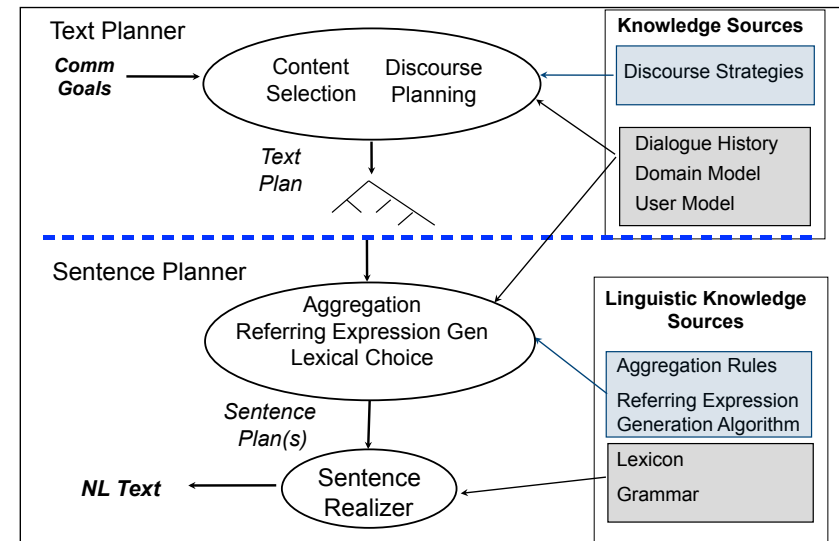 Text Planner
Comm
Goals
Content
Selection
Discourse
Planning
Text
Plan
Knowledge Sources
Discourse Strategies
Dialogue History
Domain Model
User Model
Sentence Planner
Aggregation
Referring Expression Gen
Lexical Choice
Sentence
Plan(s)
Sentence
Realizer
NL Text
Linguistic Knowledge
Sources
Aggregation Rules
Referring Expression
Generation Algorithm
Lexicon
Grammar